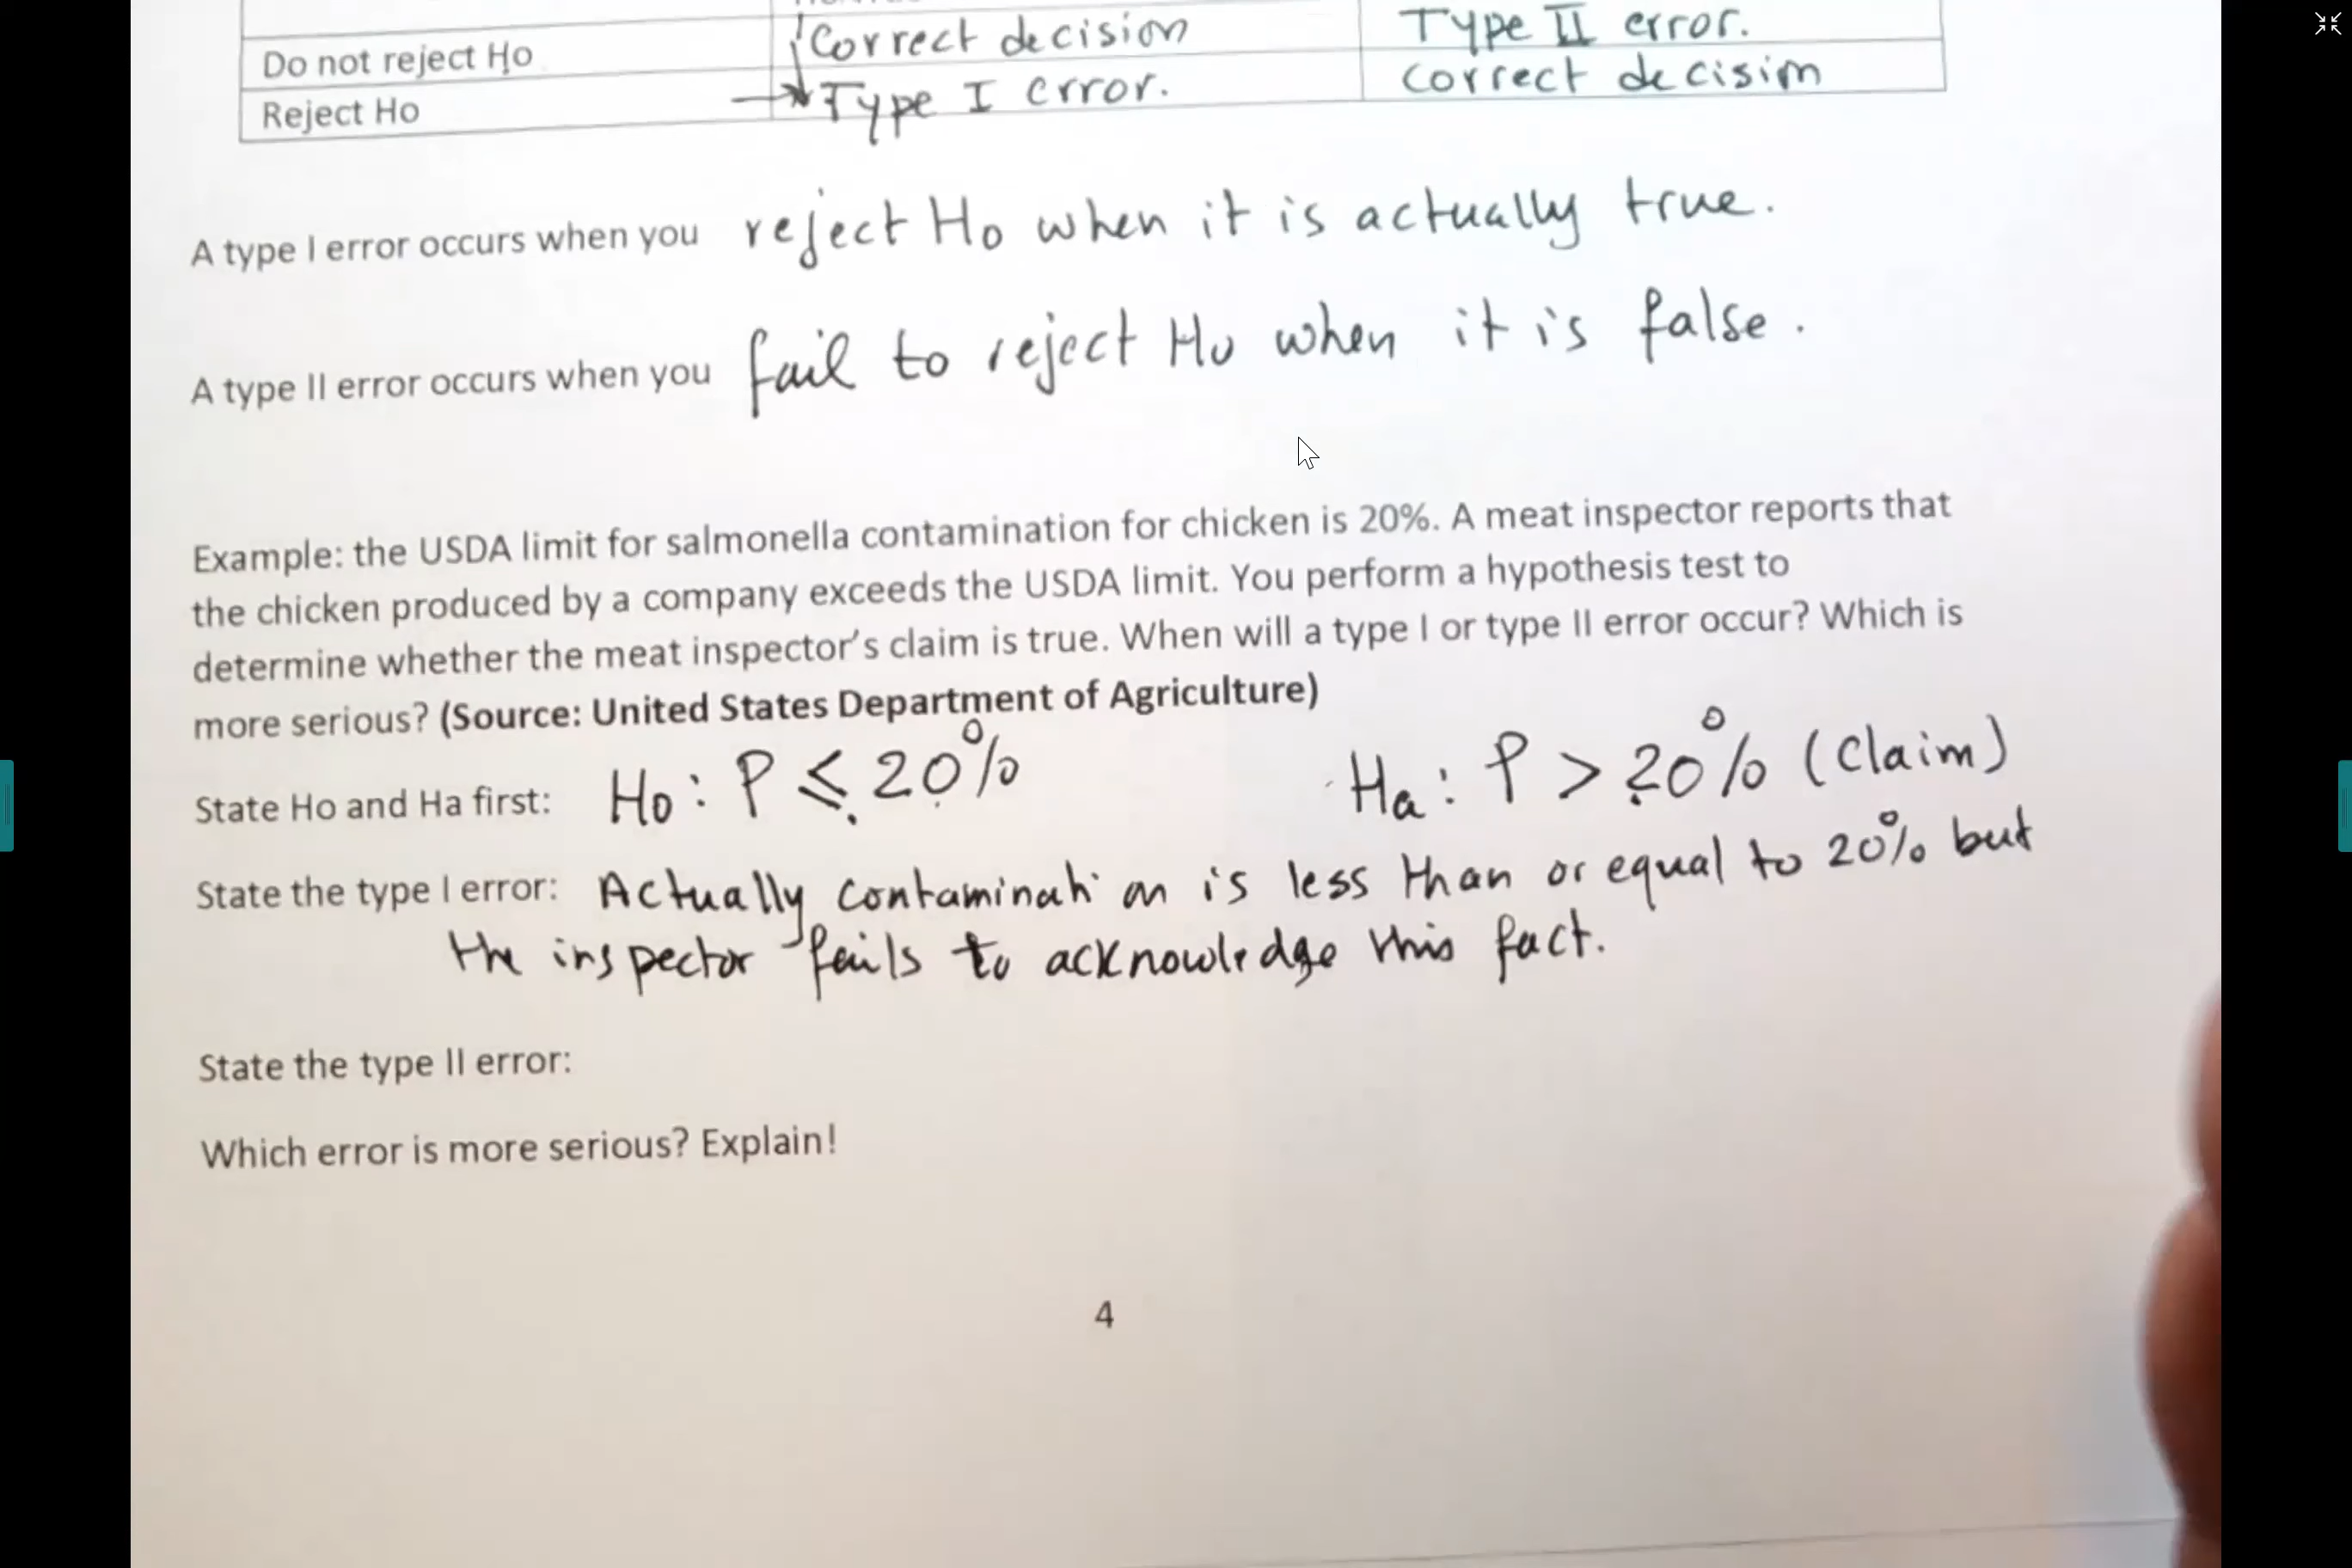 Do not reject Ho
Correct decision
Type II error.
Reject Ho
Type I error.
correct decisim
A type I error occurs when you reject Ho when it is actually true.
A type II error occurs when you fail to reject Ho when it is false.
Example: the USDA limit for salmonella contamination for chicken is 20%. A meat inspector reports that
the chicken produced by a company exceeds the USDA limit. You perform a hypothesis test to
determine whether the meat inspector's claim is true. When will a type I or type II error occur? Which is
more serious? (Source: United States Department of Agriculture)
State Ho and Ha first: Ho: P ≤ 20% Ha: P > 20% (Claim)
State the type I error: Actually contamination is less than or equal to 20% but
the inspector fails to acknowledge this fact.
State the type II error:
Which error is more serious? Explain!
4